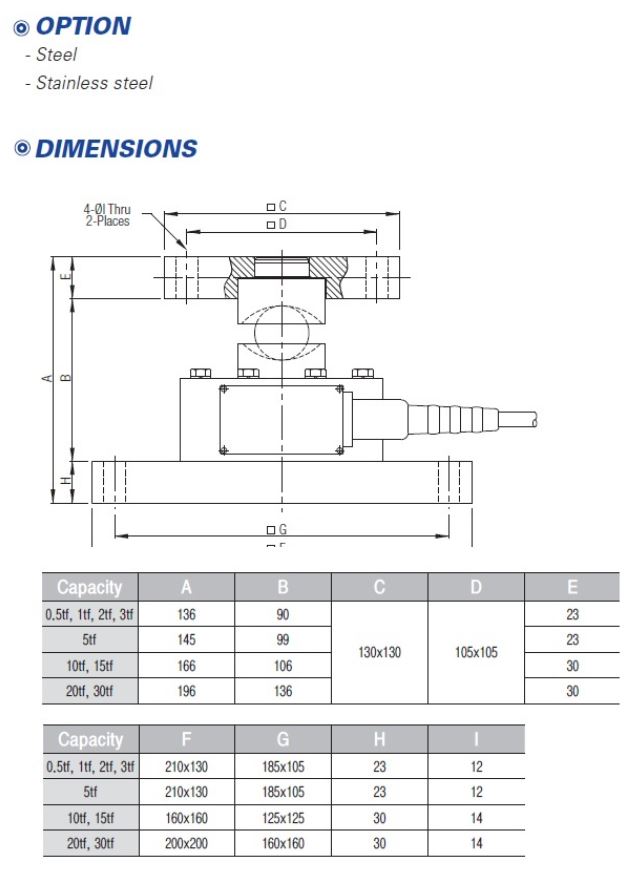 OPTION
- Steel
- Stainless steel
DIMENSIONS
□ C
4-ØI Thru
2-Places
□ D
E
A
B
H
□ G
□ F
Capacity A B C D E
0.5tf, 1tf, 2tf, 3tf 136 90 130x130 105x105 23
5tf 145 99 23
10tf, 15tf 166 106 30
20tf, 30tf 196 136 30
Capacity F G H I
0.5tf, 1tf, 2tf, 3tf 210x130 185x105 23 12
5tf 210x130 185x105 23 12
10tf, 15tf 160x160 125x125 30 14
20tf, 30tf 200x200 160x160 30 14